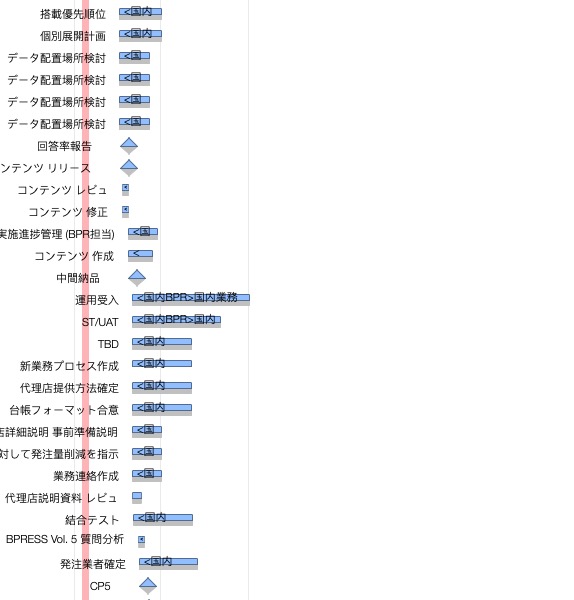 搭載優先順位 <国内
個別展開計画 <国内
データ配置場所検討 <国
データ配置場所検討 <国
データ配置場所検討 <国
データ配置場所検討 <国
回答率報告
ンテンツ リリース
コンテンツ レビュ <
コンテンツ 修正 <
実施進捗管理 (BPR担当) <国
コンテンツ 作成 <
中間納品
運用受入 <国内BPR>国内業務
ST/UAT <国内BPR>国内
TBD <国内
新業務プロセス作成 <国内
代理店提供方法確定 <国内
台帳フォーマット合意 <国内
店詳細説明 事前準備説明 <国
対して発注量削減を指示 <国
業務連絡作成 <国
代理店説明資料 レビュ
結合テスト <国内
BPRESS Vol. 5 質問分析 <
発注業者確定 <国内
CP5